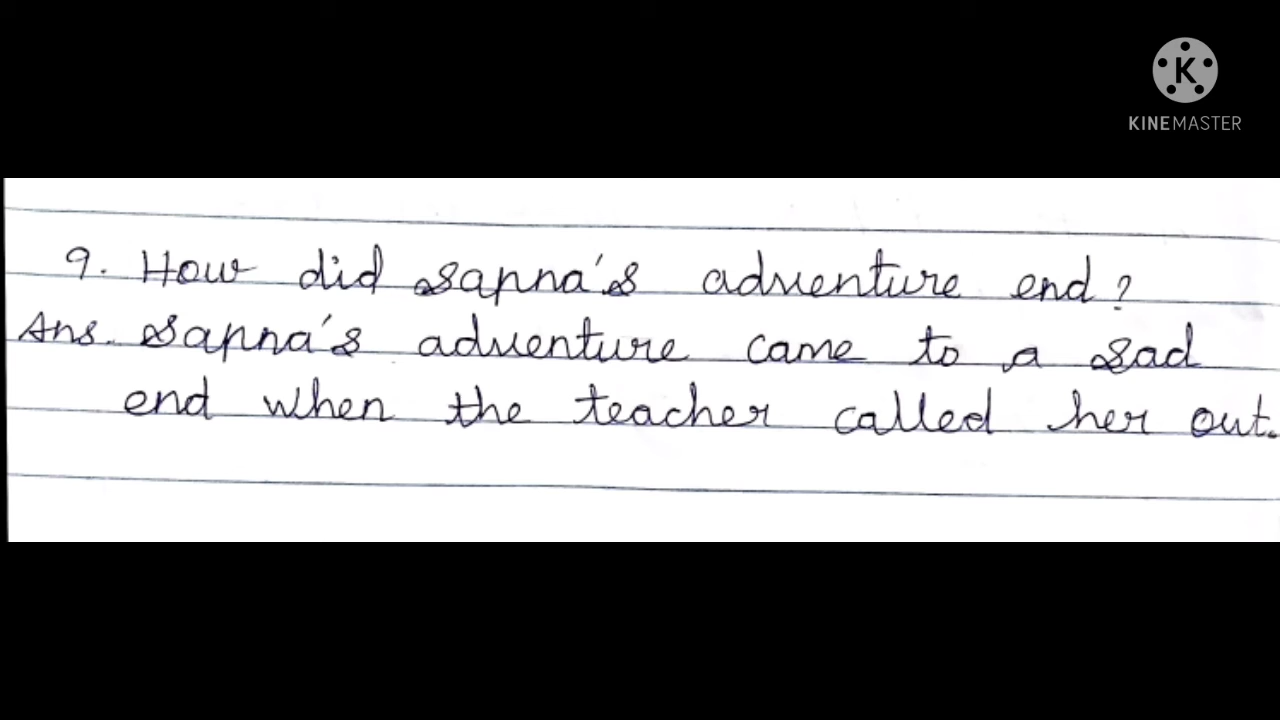 K
KINEMASTER
9. How did Sapna's adventure end?
Ans. Sapna's adventure came to a sad
end when the teacher called her out.